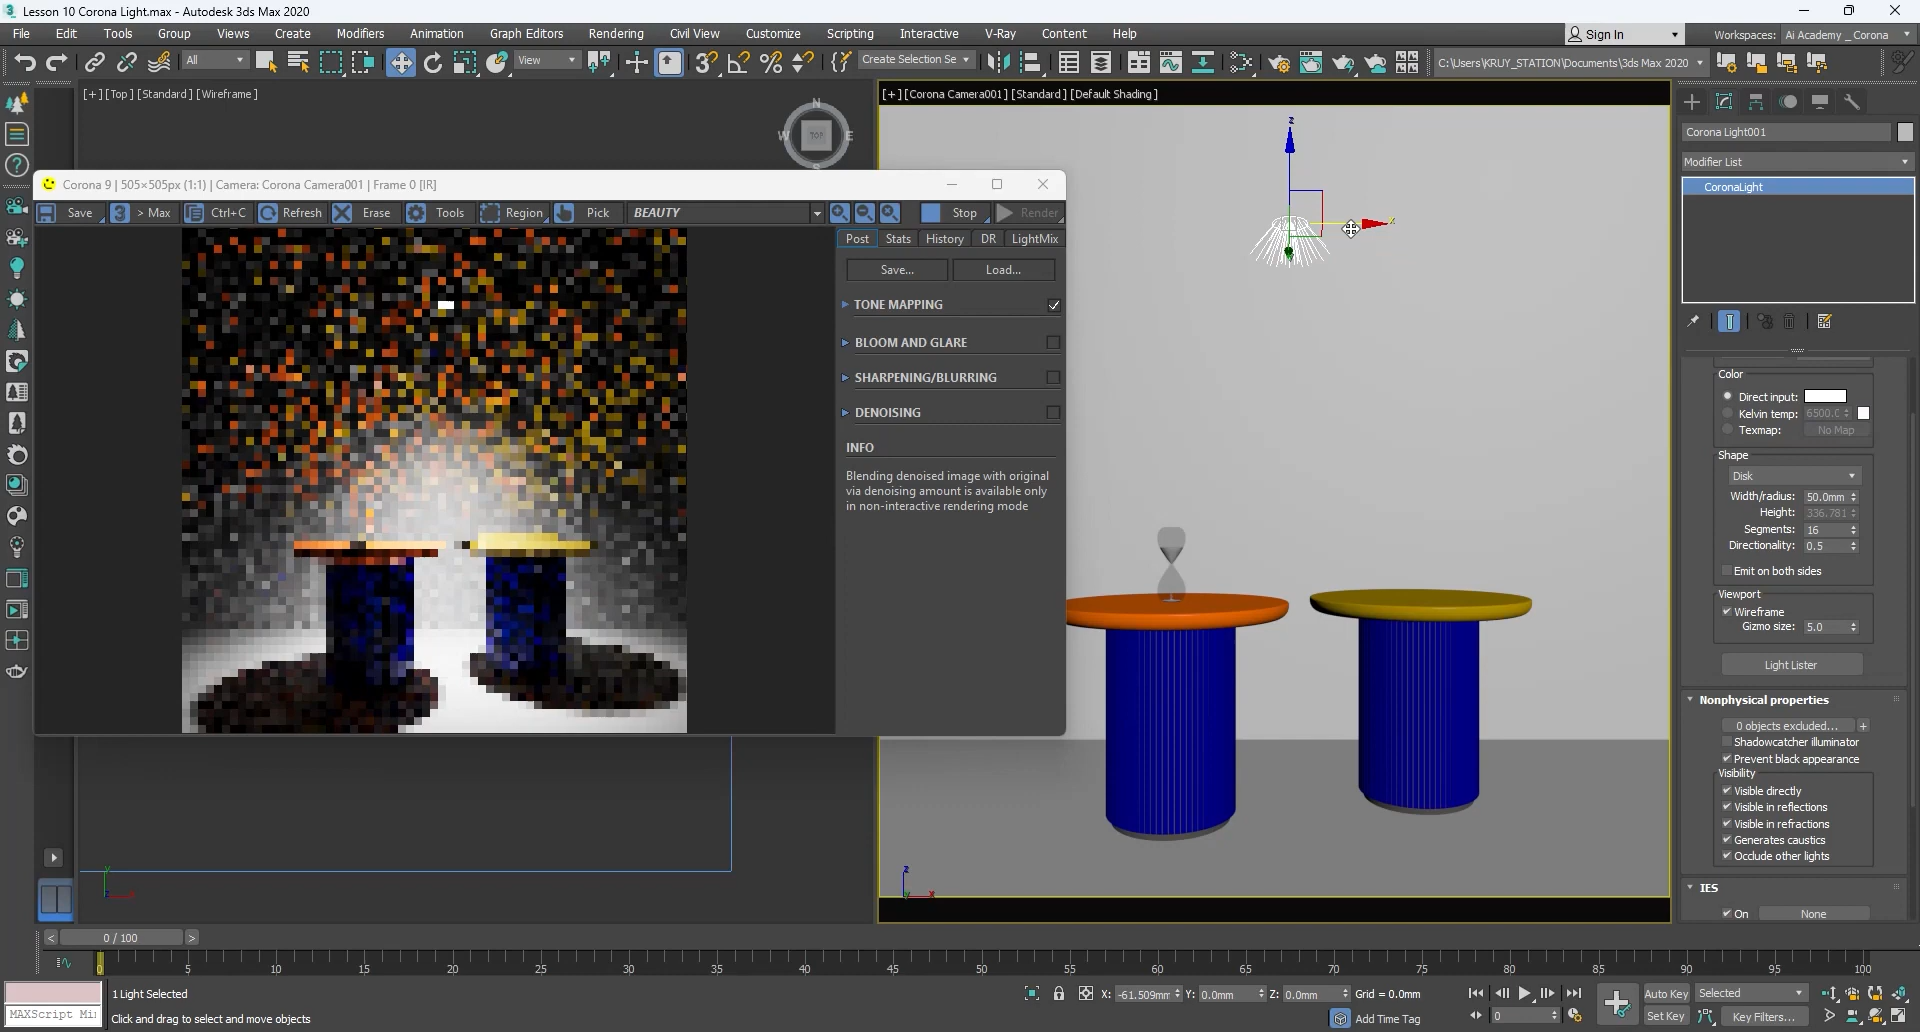 Lesson 10 Corona Light.max - Autodesk 3ds Max 2020
File Edit Tools Group Views Create Modifiers Animation Graph Editors Rendering Civil View Customize Scripting Interactive V-Ray Content Help
Sign In
Workspaces: Ai Academy _ Corona
All
View
Create Selection Se
C:\Users\KRUY_STATION\Documents\3ds Max 2020
[+] [Top] [Standard] [Wireframe]
[+] [Corona Camera001] [Standard] [Default Shading]
N
W TOP E
Corona 9 | 505×505px (1:1) | Camera: Corona Camera001 | Frame 0 [IR]
Save 3 > Max Ctrl+C Refresh Erase Tools Region Pick BEAUTY Stop Render
Post Stats History DR LightMix
Save... Load...
TONE MAPPING
BLOOM AND GLARE
SHARPENING/BLURRING
DENOISING
INFO
Blending denoised image with original
via denoising amount is available only
in non-interactive rendering mode
z
x
z
x
y
x
Corona Light001
Modifier List
CoronaLight
Color
Direct input:
Kelvin temp: 6500.0
Texmap: No Map
Shape
Disk
Width/radius: 50.0mm
Height: 336.781
Segments: 16
Directionality: 0.5
Emit on both sides
Viewport
Wireframe
Gizmo size: 5.0
Light Lister
Nonphysical properties
0 objects excluded... +
Shadowcatcher illuminator
Prevent black appearance
Visibility
Visible directly
Visible in reflections
Visible in refractions
Generates caustics
Occlude other lights
IES
On None
< 0 / 100 >
0 5 10 15 20 25 30 35 40 45 50 55 60 65 70 75 80 85 90 95 100
1 Light Selected
X: -61.509mm Y: 0.0mm Z: 0.0mm Grid = 0.0mm
Auto Key Selected
MAXScript Mi
Click and drag to select and move objects
Add Time Tag
0
Set Key Key Filters...